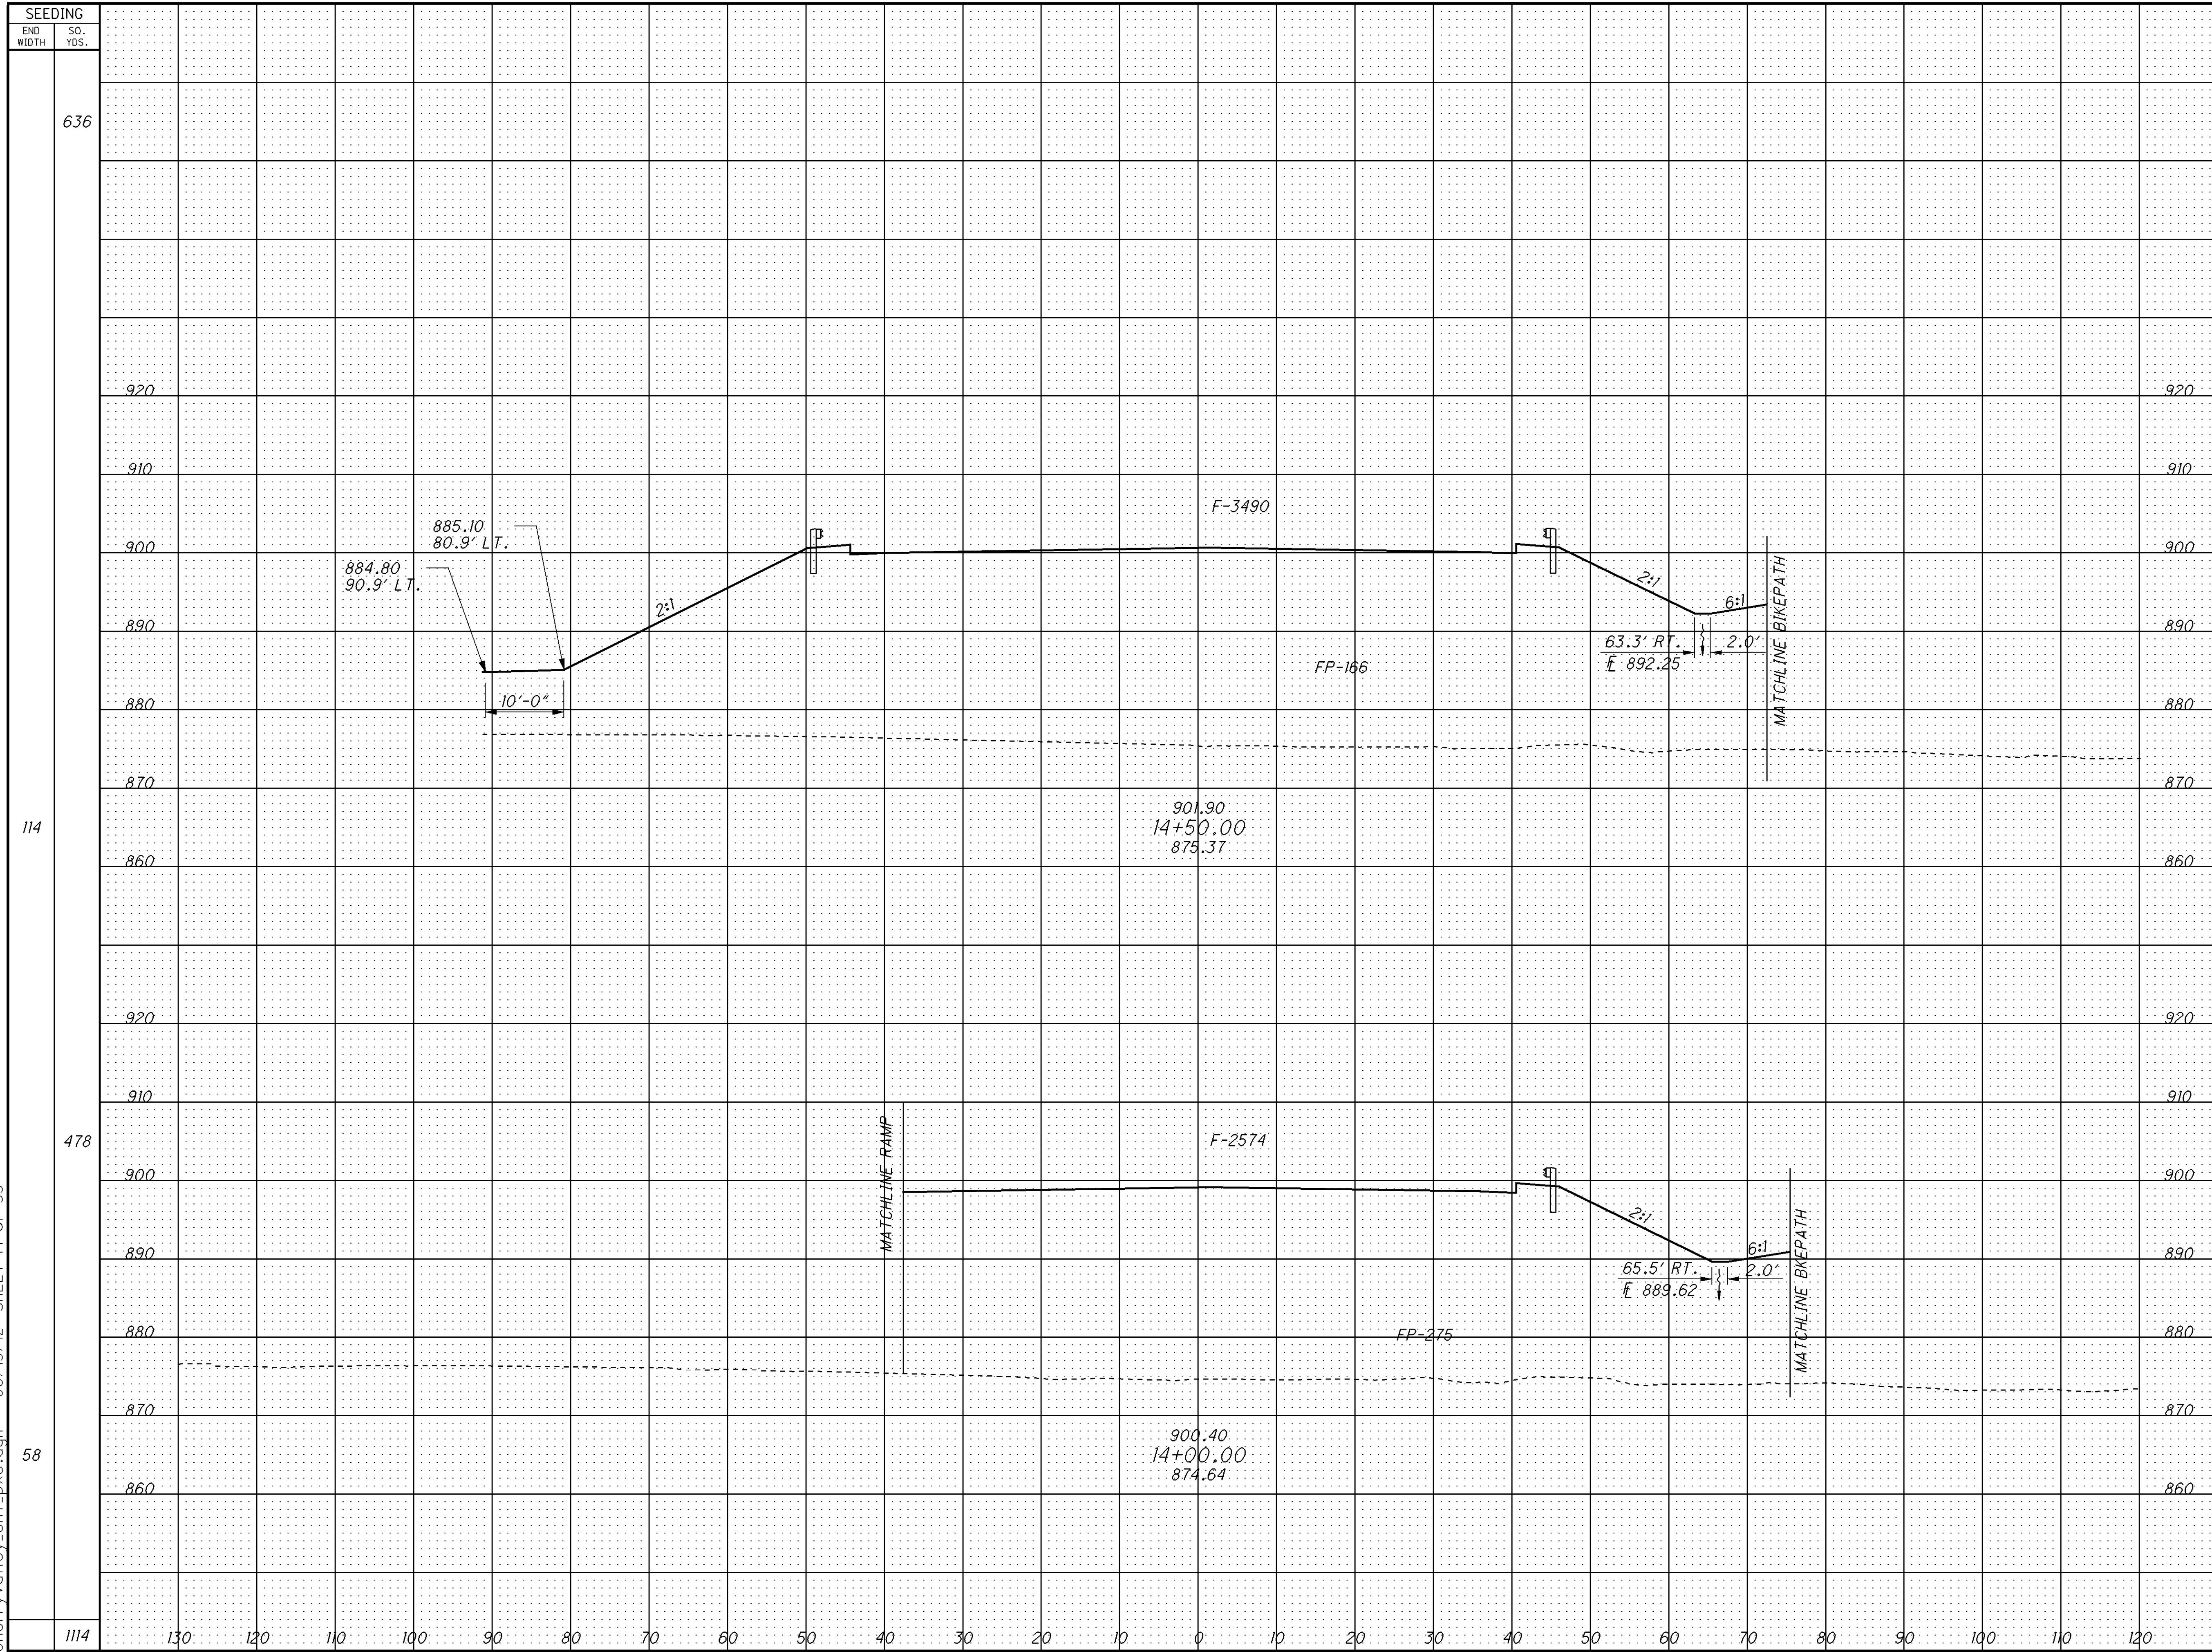 SEEDING
END WIDTH
SQ. YDS.
636
920 920
910 910
F-3490
885.10
80.9' LT.
900 900
884.80
90.9' LT.
2:1
2:1
6:1
MATCHLINE BIKEPATH
890 890
63.3' RT. 2.0'
FL 892.25
FP-166
10'-0"
880 880
870 870
901.90
114
14+50.00
875.37
860 860
920 920
910 910
MATCHLINE RAMP
478
F-2574
900 900
2:1
6:1
MATCHLINE BKEPATH
890 890
65.5' RT. 2.0'
FL 889.62
FP-275
880 880
870 870
900.40
58
14+00.00
874.64
860 860
1114
130 120 110 100 90 80 70 60 50 40 30 20 10 0 10 20 30 40 50 60 70 80 90 100 110 120